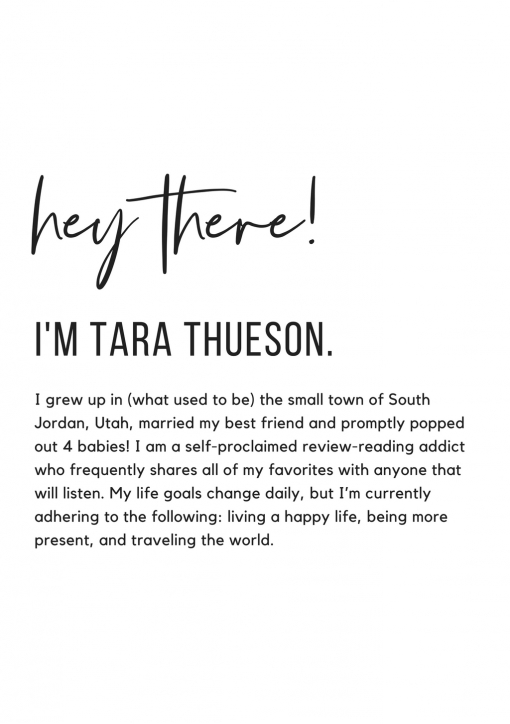 hey there!
I'M TARA THUESON.
I grew up in (what used to be) the small town of South
Jordan, Utah, married my best friend and promptly popped
out 4 babies! I am a self-proclaimed review-reading addict
who frequently shares all of my favorites with anyone that
will listen. My life goals change daily, but I’m currently
adhering to the following: living a happy life, being more
present, and traveling the world.